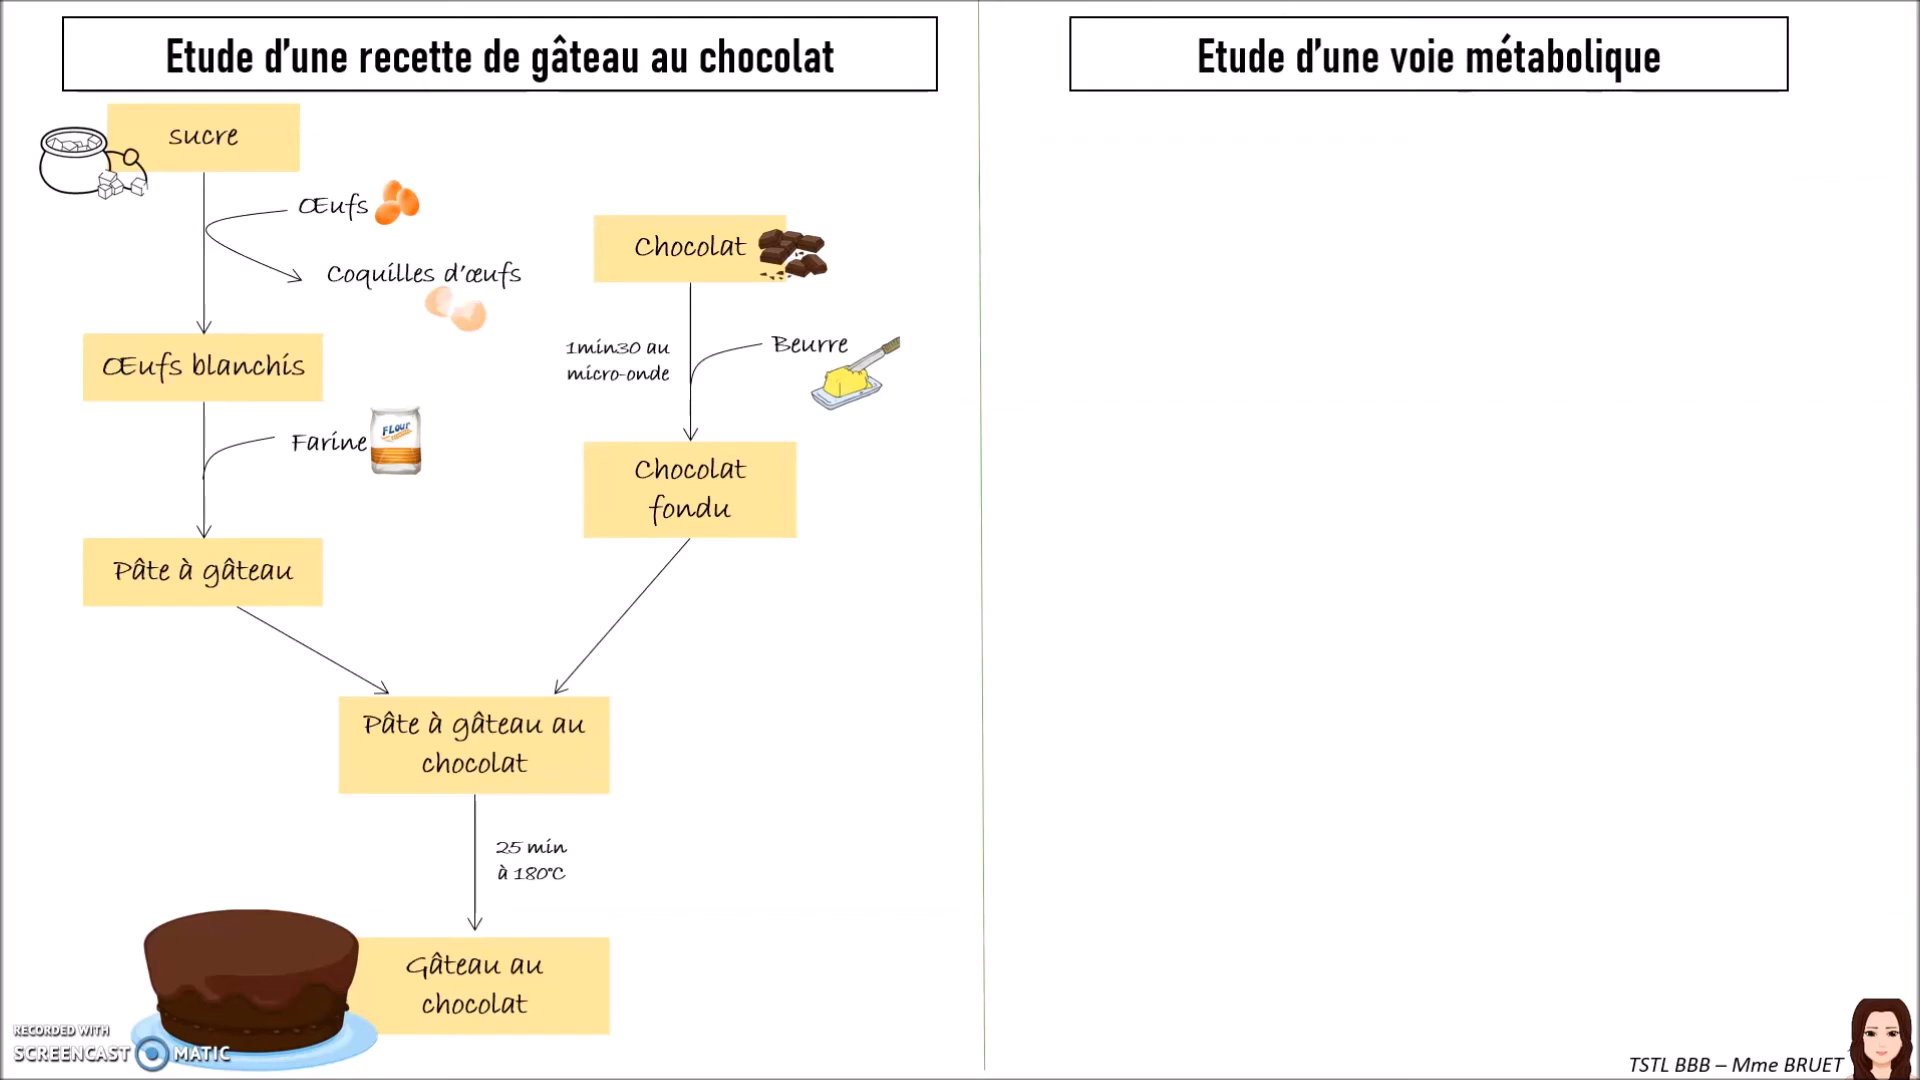 Etude d'une recette de gâteau au chocolat
sucre
Œufs
Coquilles d'œufs
Œufs blanchis
Farine
FLour
Pâte à gâteau
Chocolat
1min30 au
micro-onde
Beurre
Chocolat
fondu
Pâte à gâteau au
chocolat
25 min
à 180°C
Gâteau au
chocolat
RECORDED WITH
SCREENCAST MATIC
Etude d'une voie métabolique
TSTL BBB – Mme BRUET